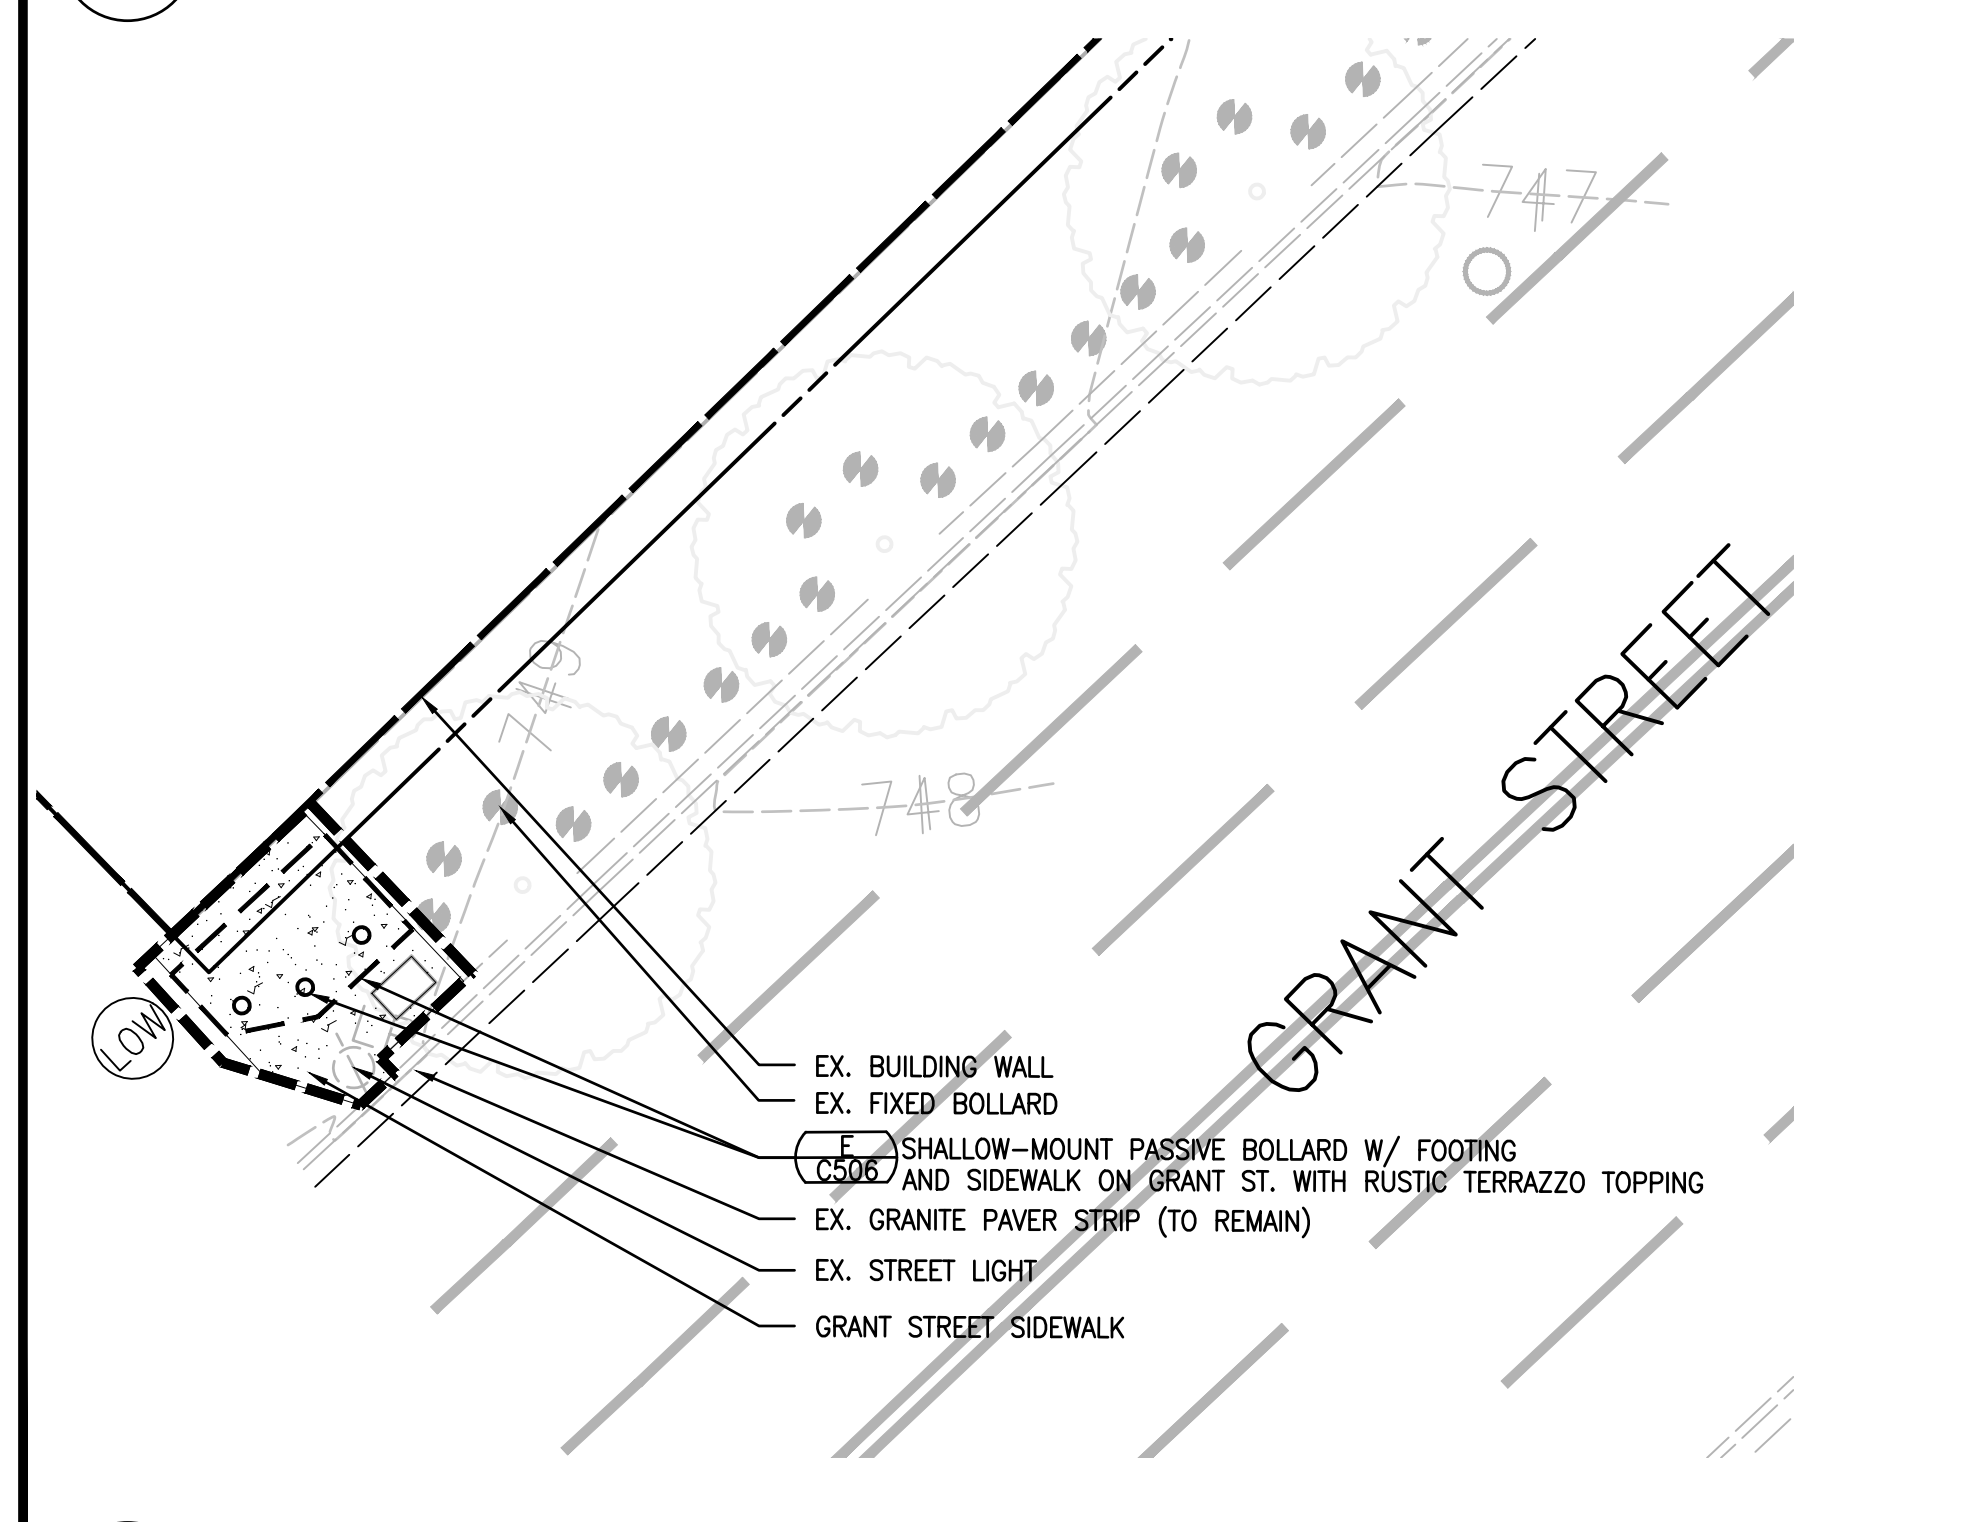 747
749
748
GRANT STREET
LOW
EX. BUILDING WALL
EX. FIXED BOLLARD
E
C506
SHALLOW-MOUNT PASSIVE BOLLARD W/ FOOTING
AND SIDEWALK ON GRANT ST. WITH RUSTIC TERRAZZO TOPPING
EX. GRANITE PAVER STRIP (TO REMAIN)
EX. STREET LIGHT
GRANT STREET SIDEWALK